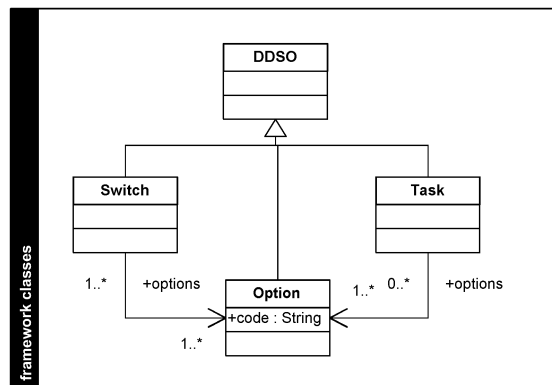 DDSO
Switch
Task
1..*
+options
Option
1..*
0..*
+options
+code : String
1..*
framework classes